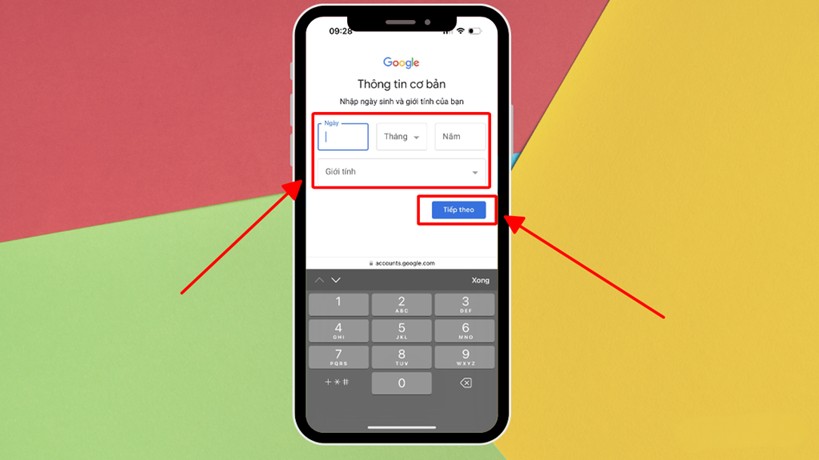 09:28
Google
Thông tin cơ bản
Nhập ngày sinh và giới tính của bạn
Ngày
Tháng
Năm
Giới tính
Tiếp theo
accounts.google.com
Xong
1
2
3
ABC
DEF
4
5
6
GHI
JKL
MNO
7
8
9
PQRS
TUV
WXYZ
+ * #
0